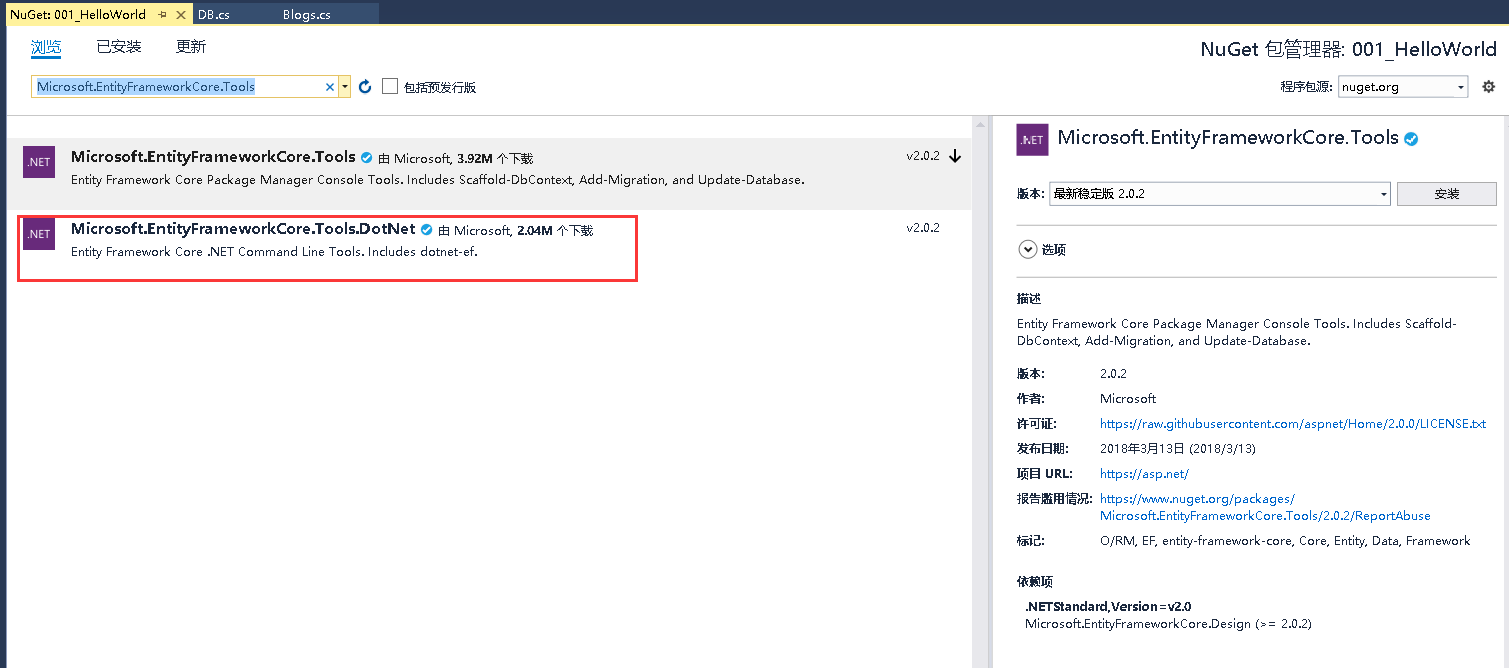 NuGet: 001_HelloWorld
DB.cs
Blogs.cs
浏览
已安装
更新
NuGet 包管理器: 001_HelloWorld
Microsoft.EntityFrameworkCore.Tools
包括预发行版
程序包源:
nuget.org
.NET
Microsoft.EntityFrameworkCore.Tools 由 Microsoft, 3.92M 个下载
v2.0.2
Entity Framework Core Package Manager Console Tools. Includes Scaffold-DbContext, Add-Migration, and Update-Database.
.NET
Microsoft.EntityFrameworkCore.Tools.DotNet 由 Microsoft, 2.04M 个下载
v2.0.2
Entity Framework Core .NET Command Line Tools. Includes dotnet-ef.
.NET
Microsoft.EntityFrameworkCore.Tools
版本:
最新稳定版 2.0.2
安装
选项
描述
Entity Framework Core Package Manager Console Tools. Includes Scaffold-
DbContext, Add-Migration, and Update-Database.
版本: 2.0.2
作者: Microsoft
许可证: https://raw.githubusercontent.com/aspnet/Home/2.0.0/LICENSE.txt
发布日期: 2018年3月13日 (2018/3/13)
项目 URL: https://asp.net/
报告滥用情况: https://www.nuget.org/packages/
Microsoft.EntityFrameworkCore.Tools/2.0.2/ReportAbuse
标记: O/RM, EF, entity-framework-core, Core, Entity, Data, Framework
依赖项
.NETStandard,Version=v2.0
Microsoft.EntityFrameworkCore.Design (>= 2.0.2)